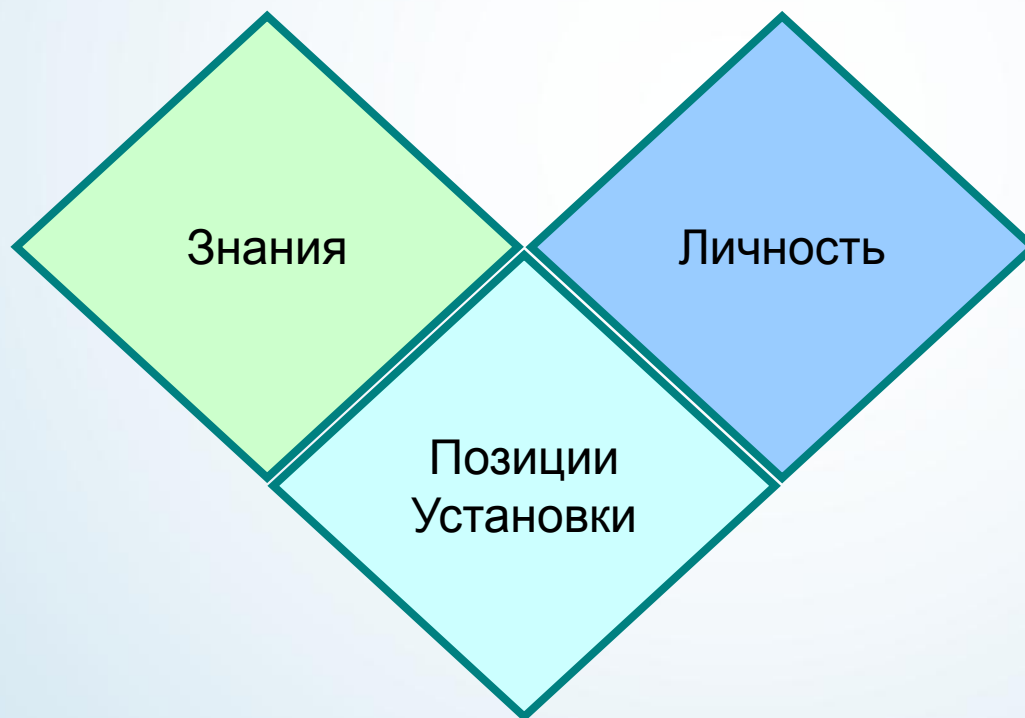 Знания
Личность
Позиции
Установки